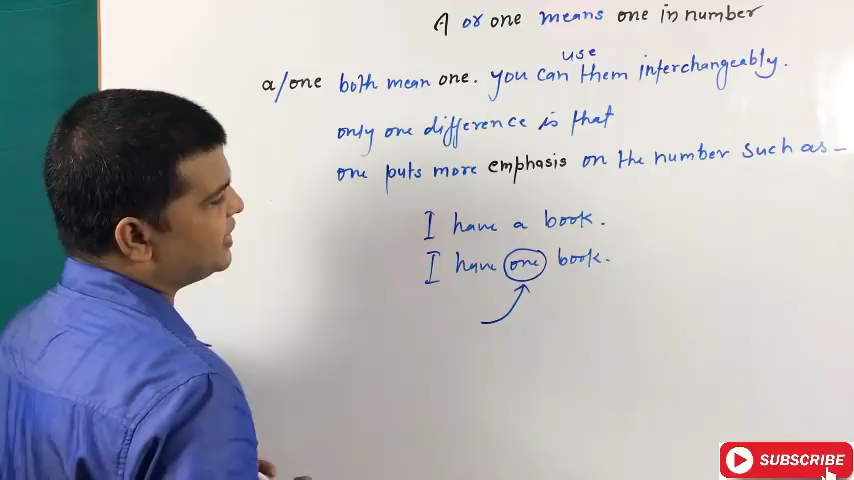 A or one means one in number
use
a/one both mean one. you can them interchangeably.
only one difference is that
one puts more emphasis on the number such as -
I have a book.
I have one book.
SUBSCRIBE